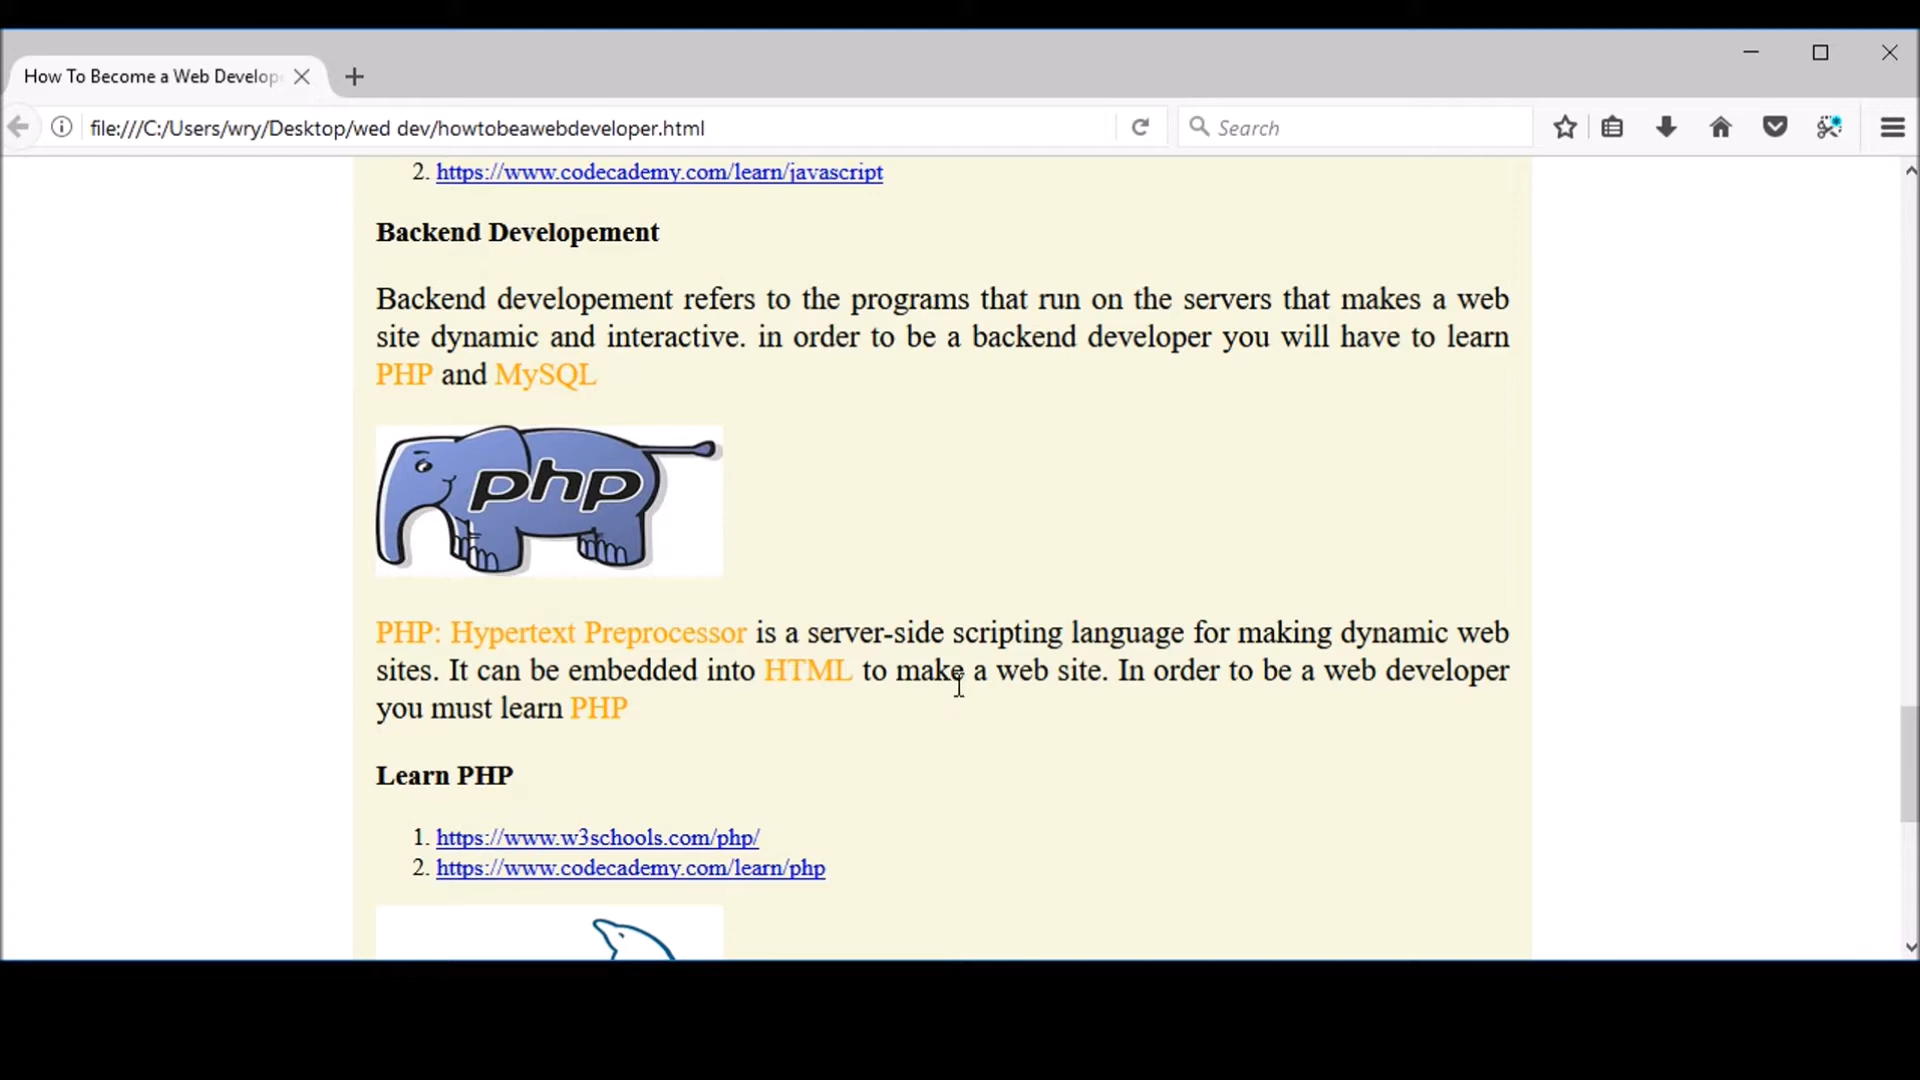 How To Become a Web Develop
file:///C:/Users/wry/Desktop/wed dev/howtobeawebdeveloper.html
Search
2. https://www.codecademy.com/learn/javascript
Backend Developement
Backend developement refers to the programs that run on the servers that makes a web
site dynamic and interactive. in order to be a backend developer you will have to learn
PHP and MySQL
php
PHP: Hypertext Preprocessor is a server-side scripting language for making dynamic web
sites. It can be embedded into HTML to make a web site. In order to be a web developer
you must learn PHP
Learn PHP
1. https://www.w3schools.com/php/
2. https://www.codecademy.com/learn/php